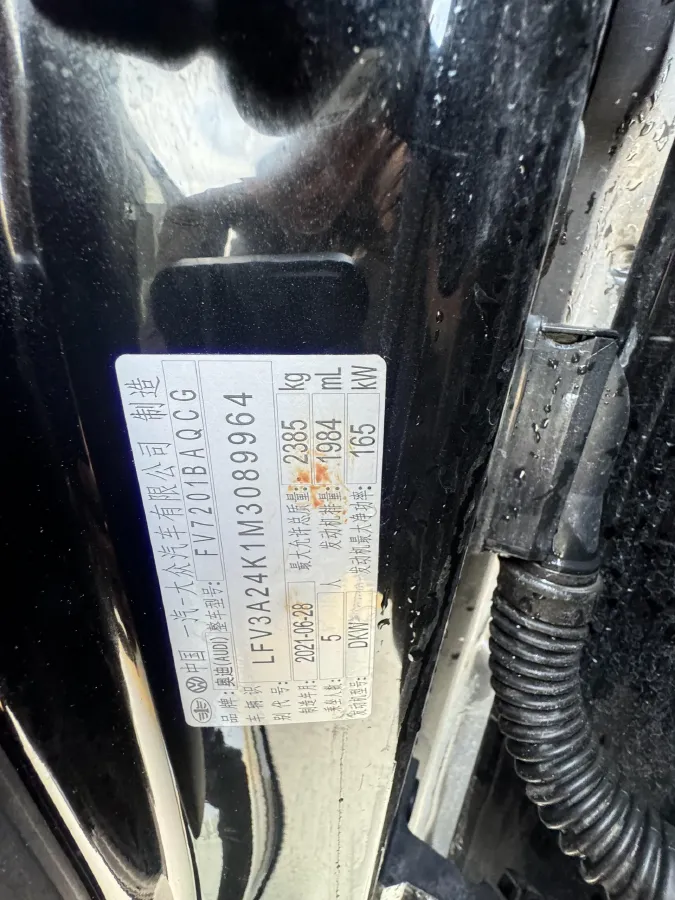 中国 一汽-大众汽车有限公司 制造
品牌: 奥迪(AUDI) 整车型号: FV7201BAQCG
车辆识别代号: LFV3A24K1M3089964
制造年月: 2021-06-28 最大允许总质量: 2385 kg
乘坐人数: 5 人 发动机排量: 1984 mL
发动机型号: DKW 发动机最大净功率: 165 kW